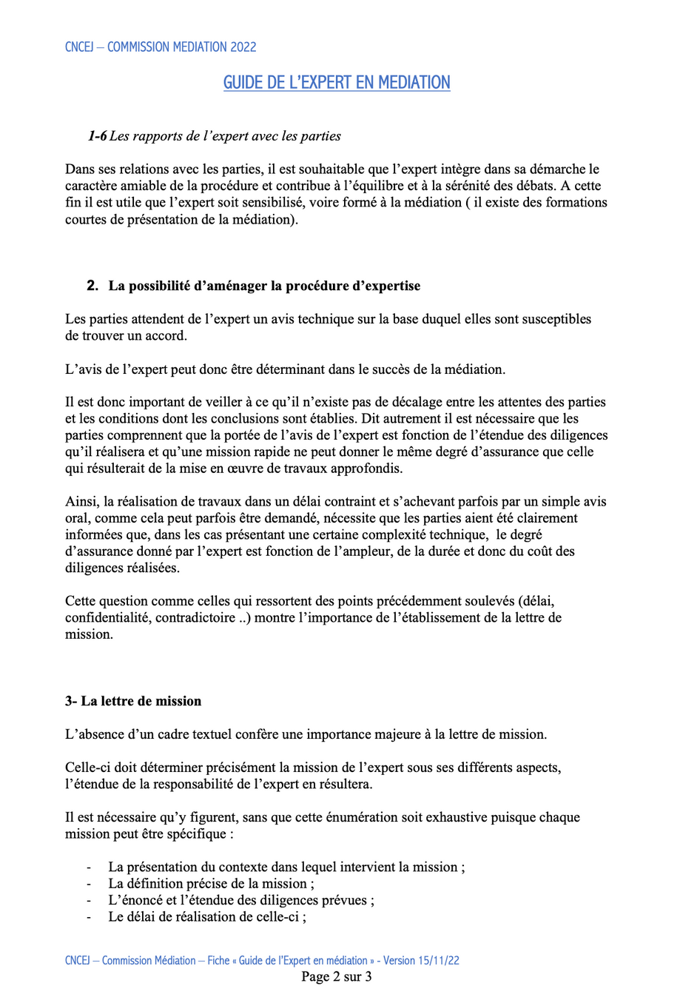 CNCEJ – COMMISSION MEDIATION 2022
GUIDE DE L’EXPERT EN MEDIATION
1-6 Les rapports de l’expert avec les parties
Dans ses relations avec les parties, il est souhaitable que l’expert intègre dans sa démarche le
caractère amiable de la procédure et contribue à l’équilibre et à la sérénité des débats. A cette
fin il est utile que l’expert soit sensibilisé, voire formé à la médiation ( il existe des formations
courtes de présentation de la médiation).
2. La possibilité d’aménager la procédure d’expertise
Les parties attendent de l’expert un avis technique sur la base duquel elles sont susceptibles
de trouver un accord.
L’avis de l’expert peut donc être déterminant dans le succès de la médiation.
Il est donc important de veiller à ce qu’il n’existe pas de décalage entre les attentes des parties
et les conditions dont les conclusions sont établies. Dit autrement il est nécessaire que les
parties comprennent que la portée de l’avis de l’expert est fonction de l’étendue des diligences
qu’il réalisera et qu’une mission rapide ne peut donner le même degré d’assurance que celle
qui résulterait de la mise en œuvre de travaux approfondis.
Ainsi, la réalisation de travaux dans un délai contraint et s’achevant parfois par un simple avis
oral, comme cela peut parfois être demandé, nécessite que les parties aient été clairement
informées que, dans les cas présentant une certaine complexité technique,  le degré
d’assurance donné par l’expert est fonction de l’ampleur, de la durée et donc du coût des
diligences réalisées.
Cette question comme celles qui ressortent des points précédemment soulevés (délai,
confidentialité, contradictoire ..) montre l’importance de l’établissement de la lettre de
mission.
3- La lettre de mission
L’absence d’un cadre textuel confère une importance majeure à la lettre de mission.
Celle-ci doit déterminer précisément la mission de l’expert sous ses différents aspects,
l’étendue de la responsabilité de l’expert en résultera.
Il est nécessaire qu’y figurent, sans que cette énumération soit exhaustive puisque chaque
mission peut être spécifique :
- La présentation du contexte dans lequel intervient la mission ;
- La définition précise de la mission ;
- L’énoncé et l’étendue des diligences prévues ;
- Le délai de réalisation de celle-ci ;
CNCEJ – Commission Médiation – Fiche « Guide de l’Expert en médiation » - Version 15/11/22
Page 2 sur 3